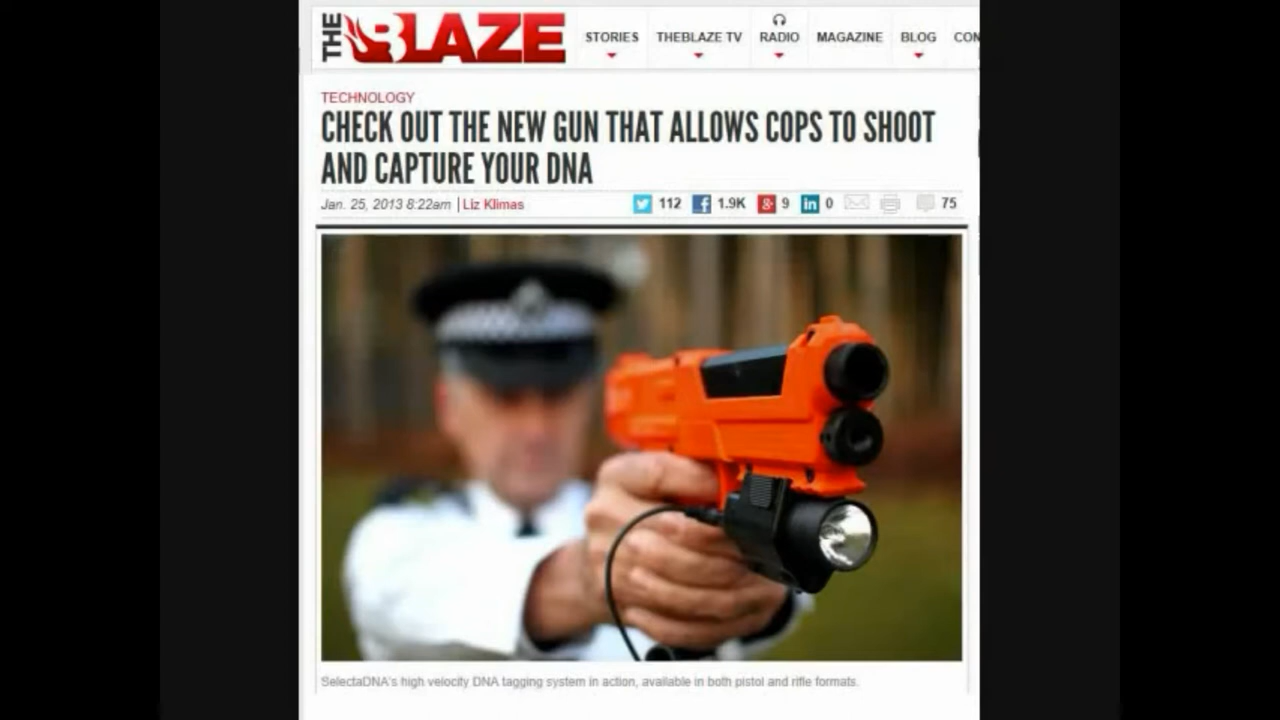 THE BLAZE
STORIES THEBLAZE TV RADIO MAGAZINE BLOG CON
TECHNOLOGY
CHECK OUT THE NEW GUN THAT ALLOWS COPS TO SHOOT
AND CAPTURE YOUR DNA
Jan. 25, 2013 8:22am | Liz Klimas 112 1.9K 9 0 75
SelectaDNA's high velocity DNA tagging system in action, available in both pistol and rifle formats.